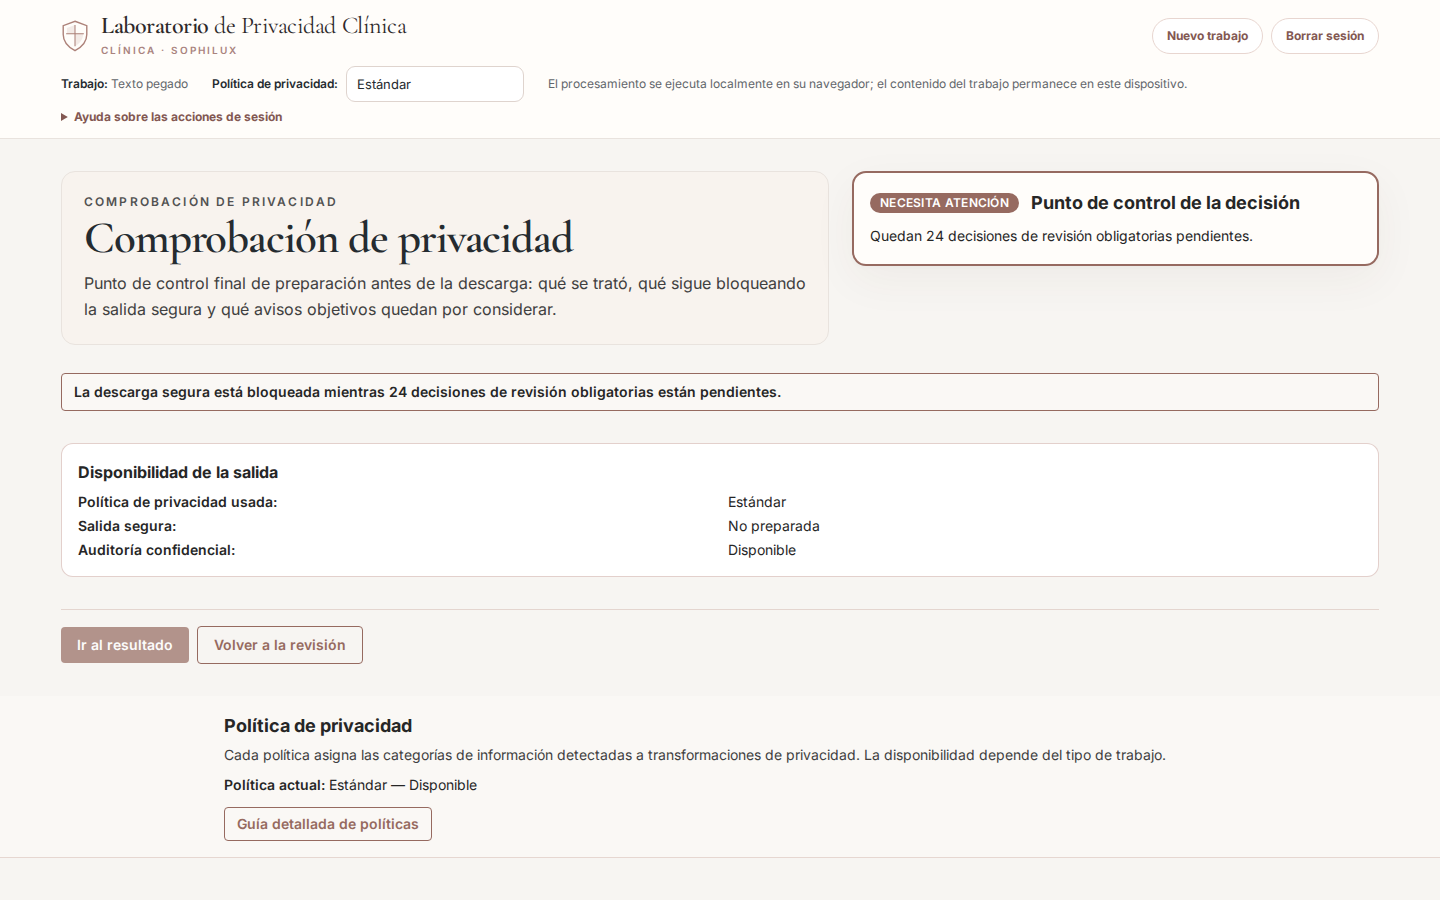 Laboratorio de Privacidad Clínica
CLÍNICA · SOPHILUX
Nuevo trabajo
Borrar sesión
Trabajo: Texto pegado
Política de privacidad: Estándar
El procesamiento se ejecuta localmente en su navegador; el contenido del trabajo permanece en este dispositivo.
Ayuda sobre las acciones de sesión
COMPROBACIÓN DE PRIVACIDAD
Comprobación de privacidad
Punto de control final de preparación antes de la descarga: qué se trató, qué sigue bloqueando
la salida segura y qué avisos objetivos quedan por considerar.
NECESITA ATENCIÓN Punto de control de la decisión
Quedan 24 decisiones de revisión obligatorias pendientes.
La descarga segura está bloqueada mientras 24 decisiones de revisión obligatorias están pendientes.
Disponibilidad de la salida
Política de privacidad usada: Estándar
Salida segura: No preparada
Auditoría confidencial: Disponible
Ir al resultado
Volver a la revisión
Política de privacidad
Cada política asigna las categorías de información detectadas a transformaciones de privacidad. La disponibilidad depende del tipo de trabajo.
Política actual: Estándar — Disponible
Guía detallada de políticas